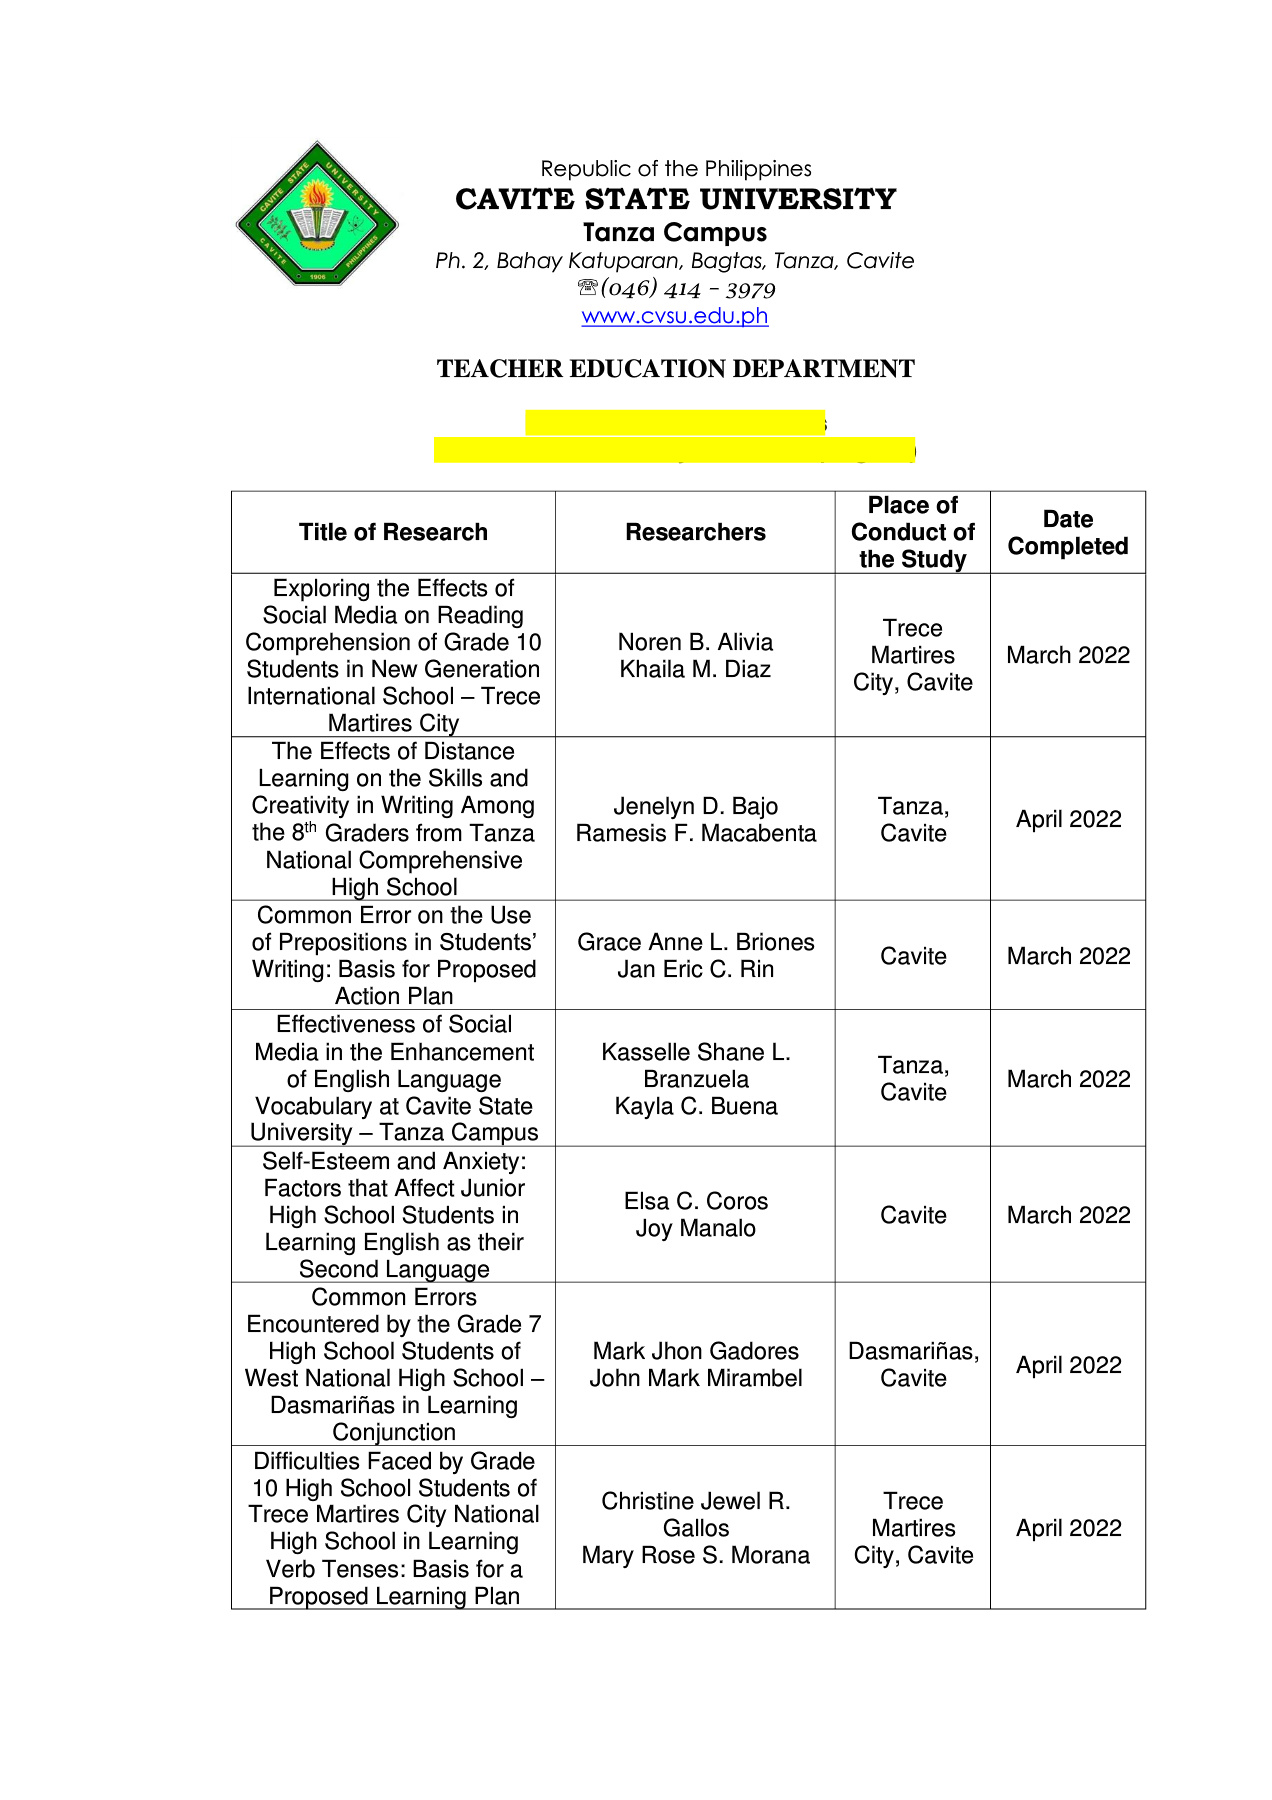 CAVITE STATE UNIVERSITY
CAVITE PHILIPPINES
1906
Republic of the Philippines
CAVITE STATE UNIVERSITY
Tanza Campus
Ph. 2, Bahay Katuparan, Bagtas, Tanza, Cavite
☏(046) 414 – 3979
www.cvsu.edu.ph
TEACHER EDUCATION DEPARTMENT
Title of Research
Researchers
Place of
Conduct of
the Study
Date
Completed
Exploring the Effects of
Social Media on Reading
Comprehension of Grade 10
Students in New Generation
International School – Trece
Martires City
Noren B. Alivia
Khaila M. Diaz
Trece
Martires
City, Cavite
March 2022
The Effects of Distance
Learning on the Skills and
Creativity in Writing Among
the 8th Graders from Tanza
National Comprehensive
High School
Jenelyn D. Bajo
Ramesis F. Macabenta
Tanza,
Cavite
April 2022
Common Error on the Use
of Prepositions in Students’
Writing: Basis for Proposed
Action Plan
Grace Anne L. Briones
Jan Eric C. Rin
Cavite
March 2022
Effectiveness of Social
Media in the Enhancement
of English Language
Vocabulary at Cavite State
University – Tanza Campus
Kasselle Shane L.
Branzuela
Kayla C. Buena
Tanza,
Cavite
March 2022
Self-Esteem and Anxiety:
Factors that Affect Junior
High School Students in
Learning English as their
Second Language
Elsa C. Coros
Joy Manalo
Cavite
March 2022
Common Errors
Encountered by the Grade 7
High School Students of
West National High School –
Dasmariñas in Learning
Conjunction
Mark Jhon Gadores
John Mark Mirambel
Dasmariñas,
Cavite
April 2022
Difficulties Faced by Grade
10 High School Students of
Trece Martires City National
High School in Learning
Verb Tenses: Basis for a
Proposed Learning Plan
Christine Jewel R.
Gallos
Mary Rose S. Morana
Trece
Martires
City, Cavite
April 2022